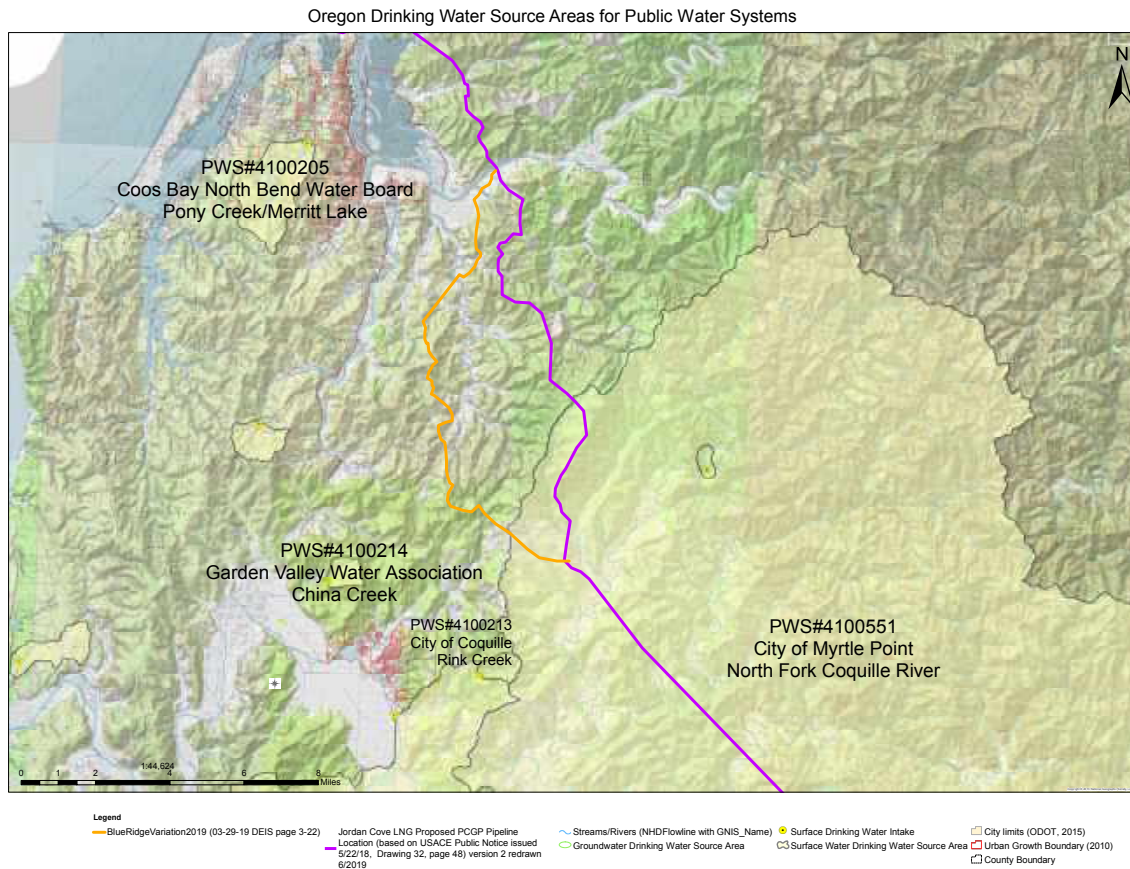 Oregon Drinking Water Source Areas for Public Water Systems
N
PWS#4100205
Coos Bay North Bend Water Board
Pony Creek/Merritt Lake
PWS#4100214
Garden Valley Water Association
China Creek
PWS#4100213
City of Coquille
Rink Creek
PWS#4100551
City of Myrtle Point
North Fork Coquille River
1:44,624
0 1 2 4 6 8
Miles
Legend
BlueRidgeVariation2019 (03-29-19 DEIS page 3-22)
Jordan Cove LNG Proposed PCGP Pipeline
Location (based on USACE Public Notice issued
5/22/18, Drawing 32, page 48) version 2 redrawn
6/2019
Streams/Rivers (NHDFlowline with GNIS_Name)
Groundwater Drinking Water Source Area
Surface Drinking Water Intake
Surface Water Drinking Water Source Area
City limits (ODOT, 2015)
Urban Growth Boundary (2010)
County Boundary